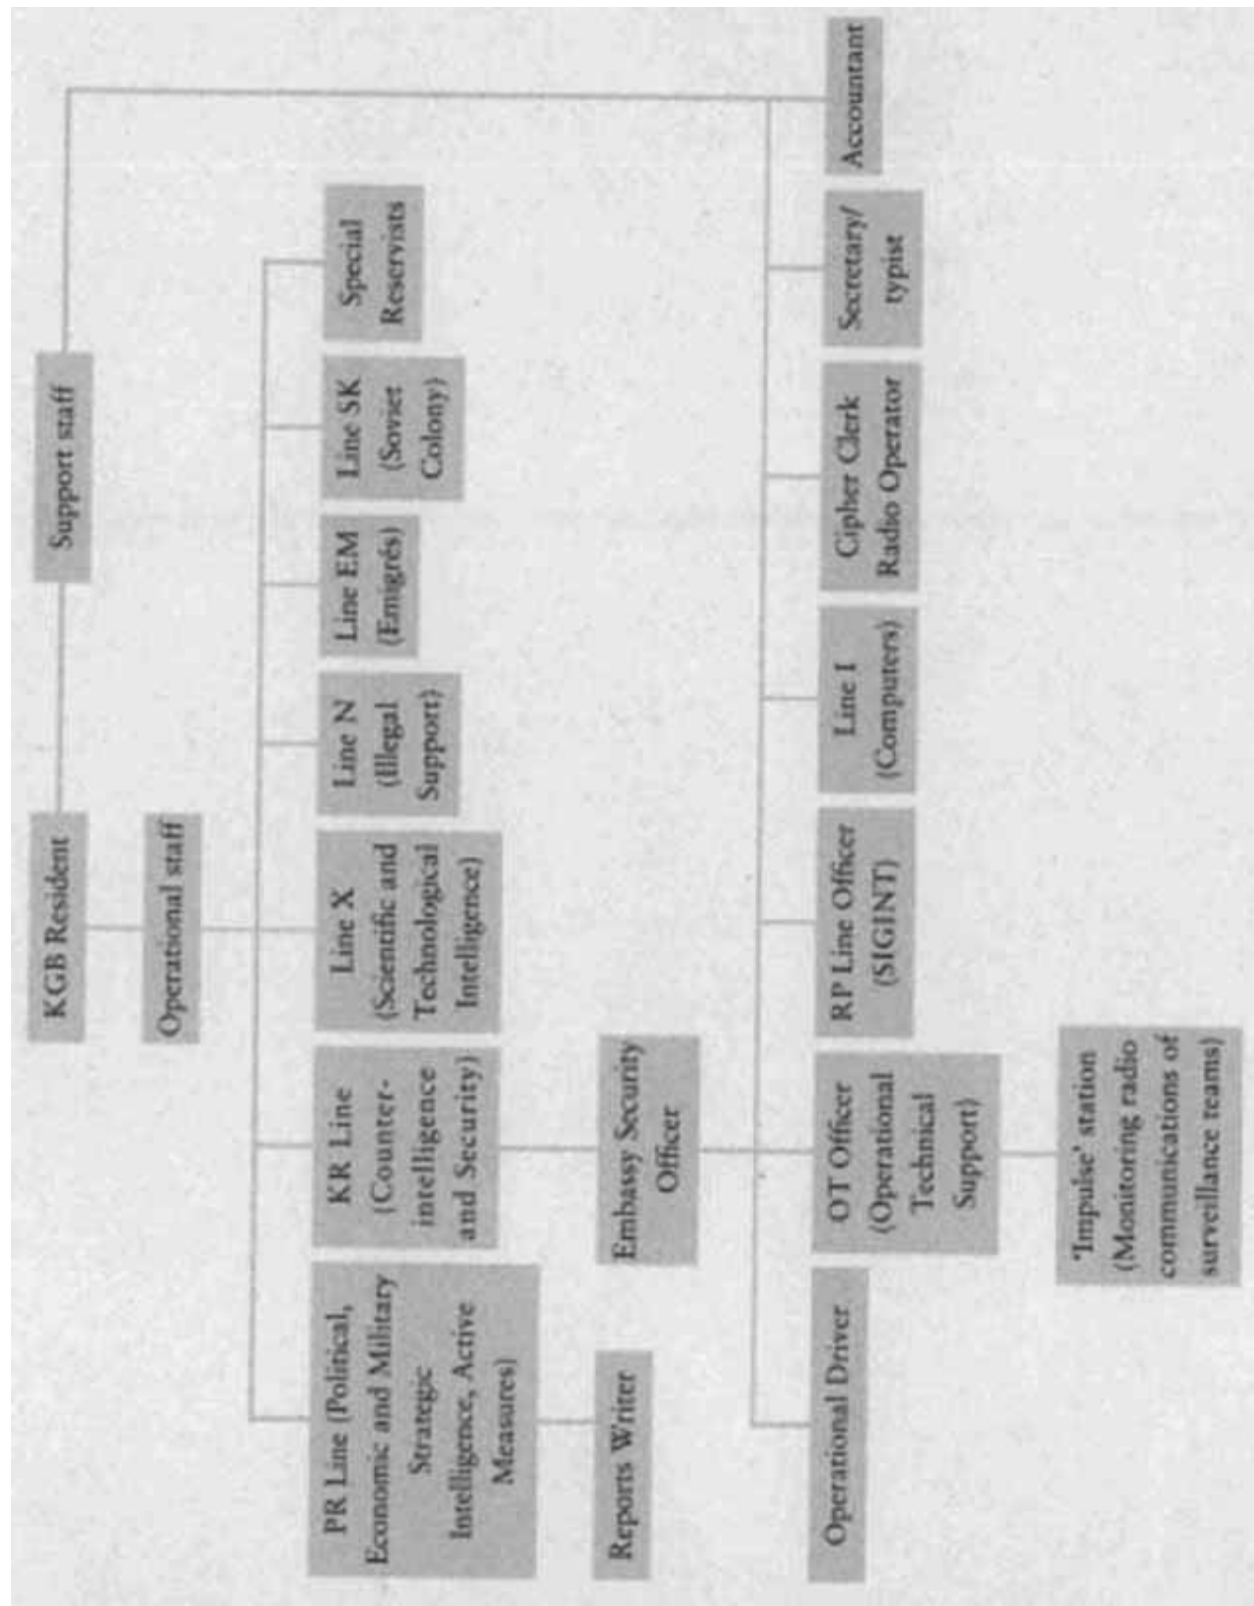 KGB Resident
Support staff
Operational staff
PR Line (Political,
Economic and Military
Strategic
Intelligence, Active
Measures)
KR Line
(Counter-
intelligence
and Security)
Line X
(Scientific and
Technological
Intelligence)
Line N
(Illegal
Support)
Line EM
(Emigrés)
Line SK
(Soviet
Colony)
Special
Reservists
Reports Writer
Embassy Security
Officer
Operational Driver
OT Officer
(Operational
Technical
Support)
RP Line Officer
(SIGINT)
Line I
(Computers)
Cipher Clerk
Radio Operator
Secretary/
typist
Accountant
'Impulse' station
(Monitoring radio
communications of
surveillance teams)